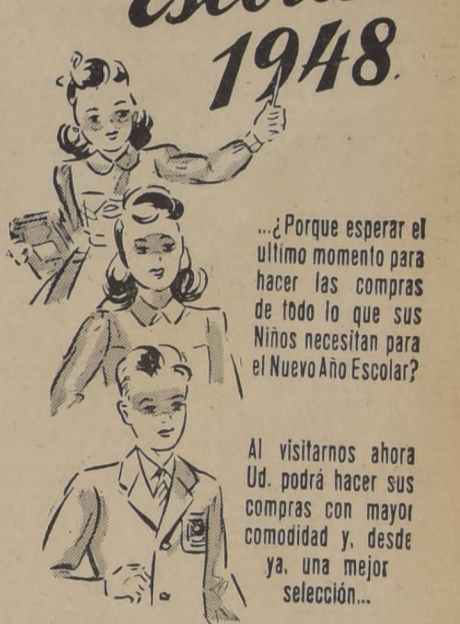 1948.
...¿Porque esperar el
ultimo momento para
hacer las compras
de todo lo que sus
Niños necesitan para
el Nuevo Año Escolar?
Al visitarnos ahora
Ud. podrá hacer sus
compras con mayor
comodidad y, desde
ya, una mejor
selección...